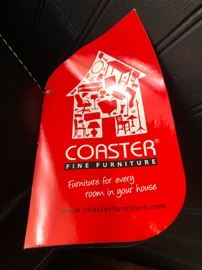 COASTER®
FINE FURNITURE
Furniture for every
room in your house
www.coasterfurniture.com